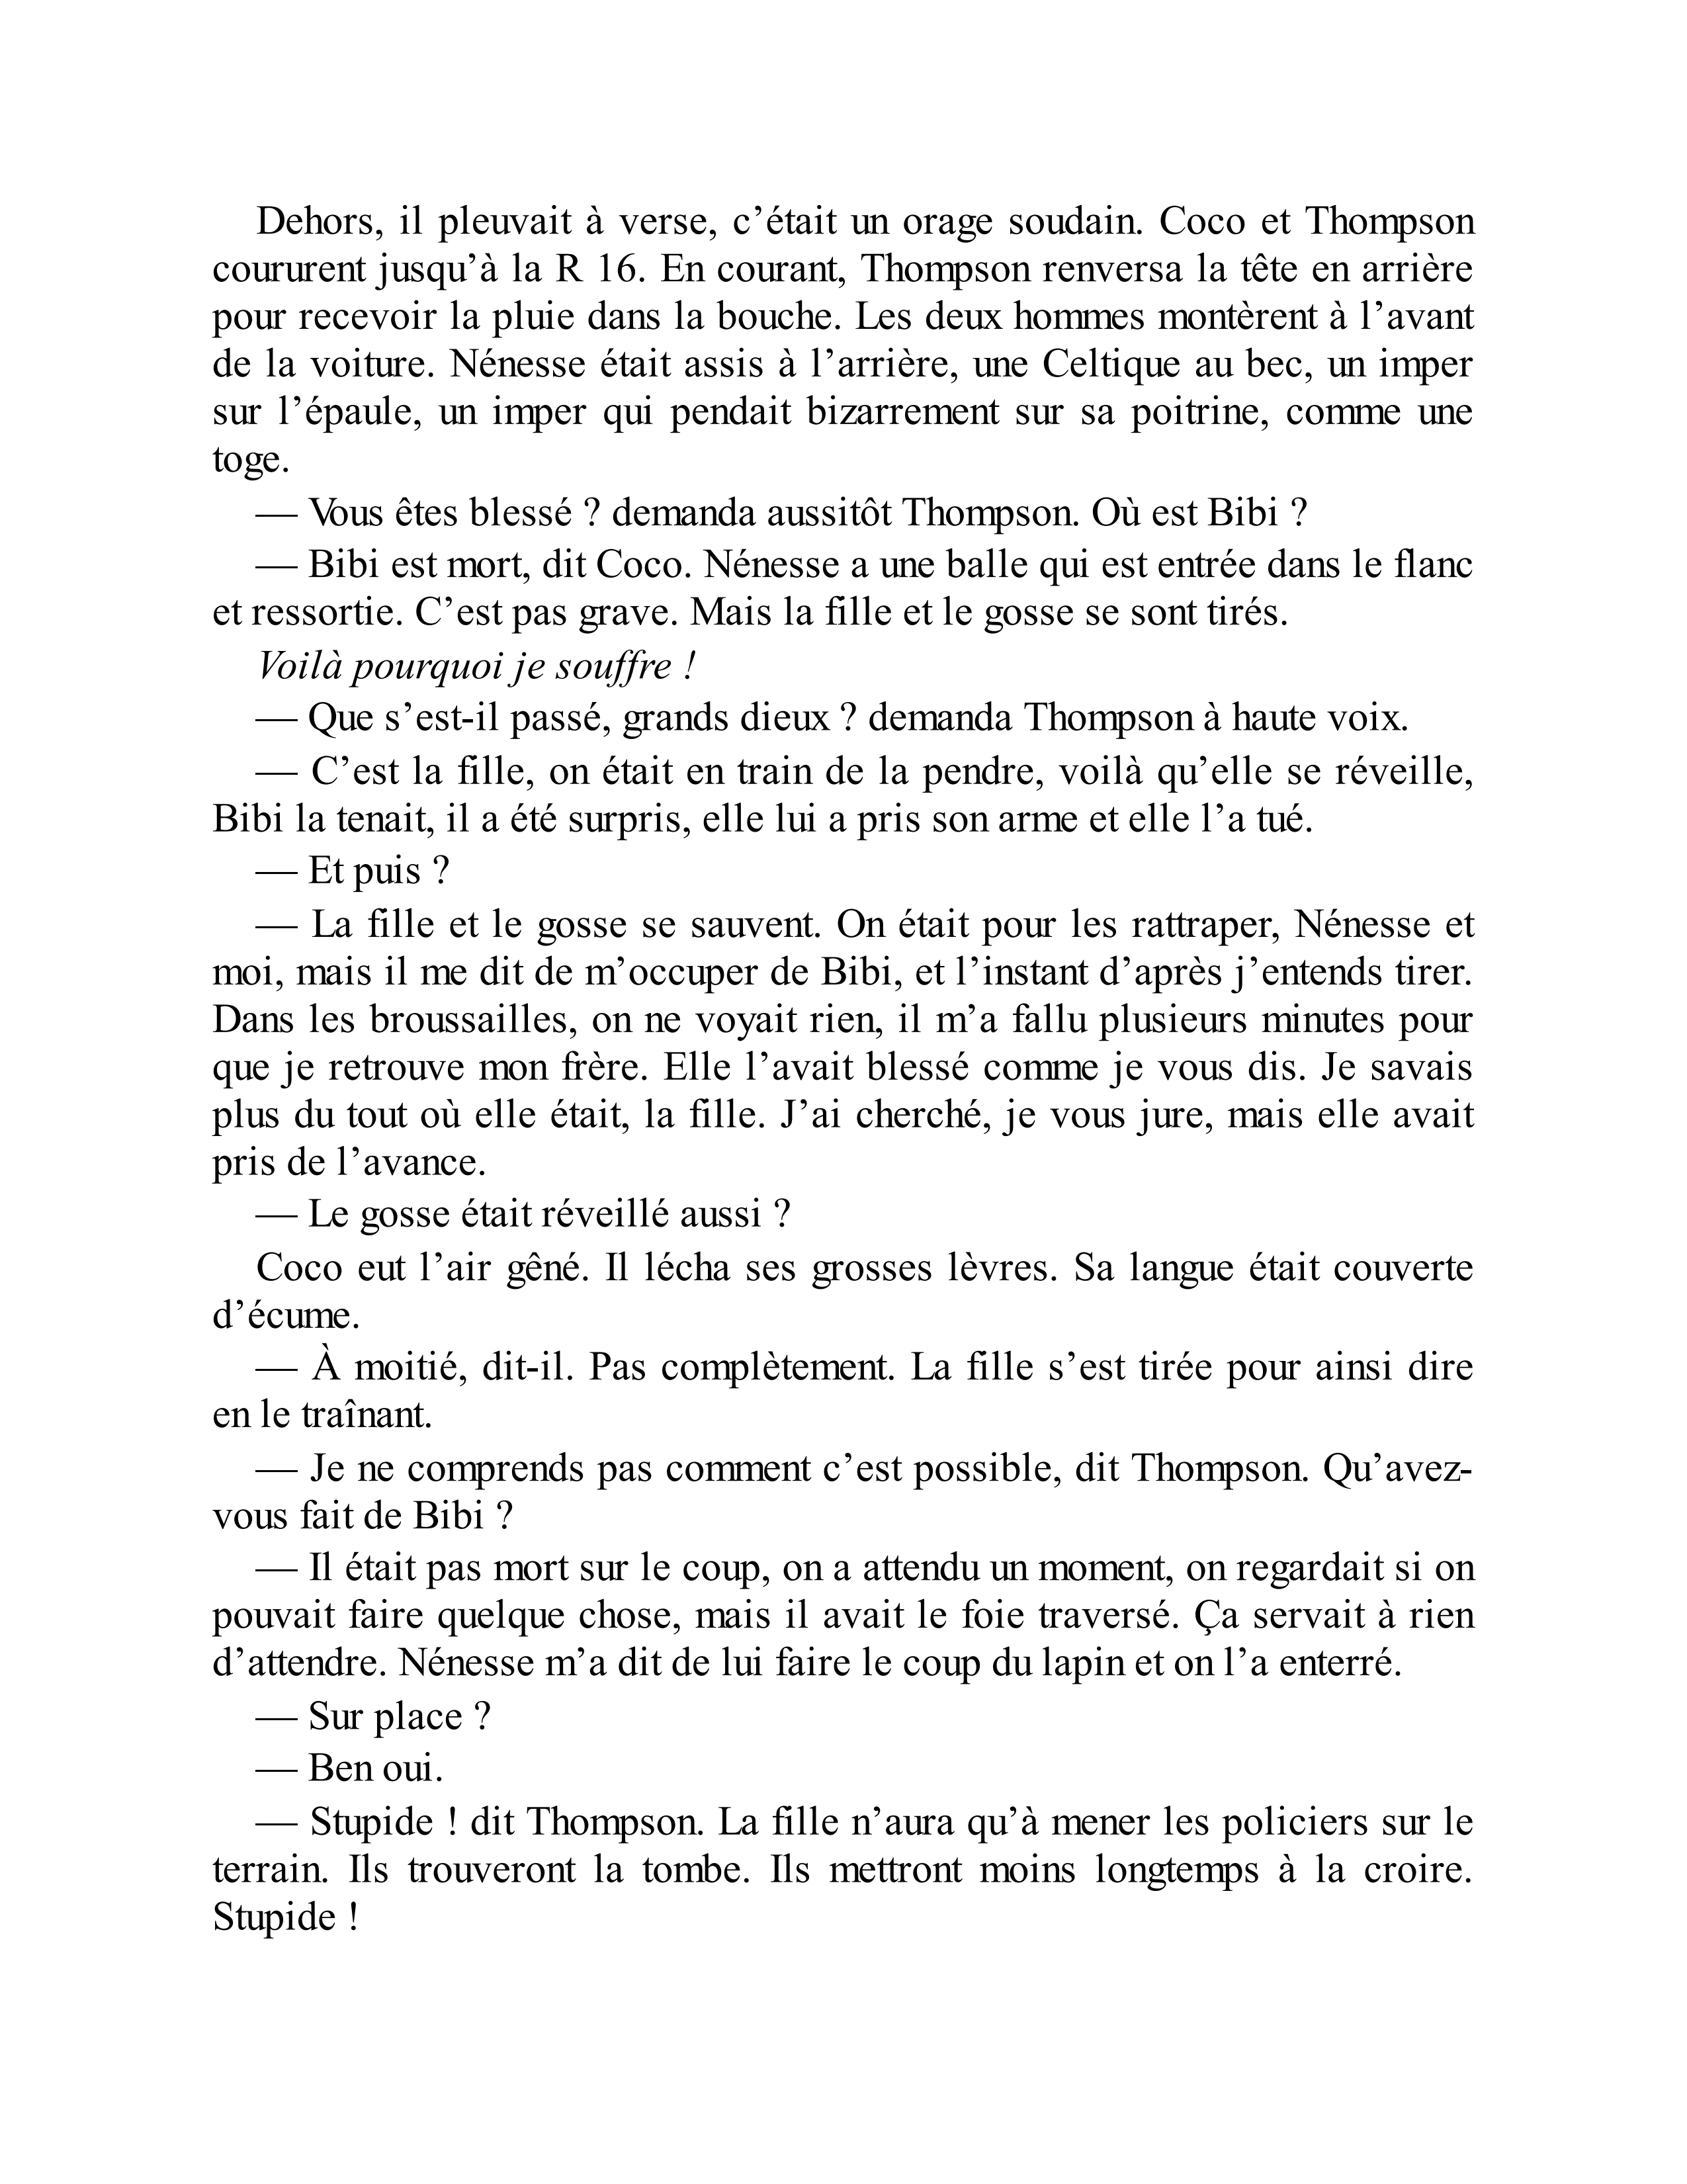 Dehors, il pleuvait à verse, c’était un orage soudain. Coco et Thompson
coururent jusqu’à la R 16. En courant, Thompson renversa la tête en arrière
pour recevoir la pluie dans la bouche. Les deux hommes montèrent à l’avant
de la voiture. Nénesse était assis à l’arrière, une Celtique au bec, un imper
sur l’épaule, un imper qui pendait bizarrement sur sa poitrine, comme une
toge.
— Vous êtes blessé ? demanda aussitôt Thompson. Où est Bibi ?
— Bibi est mort, dit Coco. Nénesse a une balle qui est entrée dans le flanc
et ressortie. C’est pas grave. Mais la fille et le gosse se sont tirés.
Voilà pourquoi je souffre !
— Que s’est-il passé, grands dieux ? demanda Thompson à haute voix.
— C’est la fille, on était en train de la pendre, voilà qu’elle se réveille,
Bibi la tenait, il a été surpris, elle lui a pris son arme et elle l’a tué.
— Et puis ?
— La fille et le gosse se sauvent. On était pour les rattraper, Nénesse et
moi, mais il me dit de m’occuper de Bibi, et l’instant d’après j’entends tirer.
Dans les broussailles, on ne voyait rien, il m’a fallu plusieurs minutes pour
que je retrouve mon frère. Elle l’avait blessé comme je vous dis. Je savais
plus du tout où elle était, la fille. J’ai cherché, je vous jure, mais elle avait
pris de l’avance.
— Le gosse était réveillé aussi ?
Coco eut l’air gêné. Il lécha ses grosses lèvres. Sa langue était couverte
d’écume.
— À moitié, dit-il. Pas complètement. La fille s’est tirée pour ainsi dire
en le traînant.
— Je ne comprends pas comment c’est possible, dit Thompson. Qu’avez-
vous fait de Bibi ?
— Il était pas mort sur le coup, on a attendu un moment, on regardait si on
pouvait faire quelque chose, mais il avait le foie traversé. Ça servait à rien
d’attendre. Nénesse m’a dit de lui faire le coup du lapin et on l’a enterré.
— Sur place ?
— Ben oui.
— Stupide ! dit Thompson. La fille n’aura qu’à mener les policiers sur le
terrain. Ils trouveront la tombe. Ils mettront moins longtemps à la croire.
Stupide !